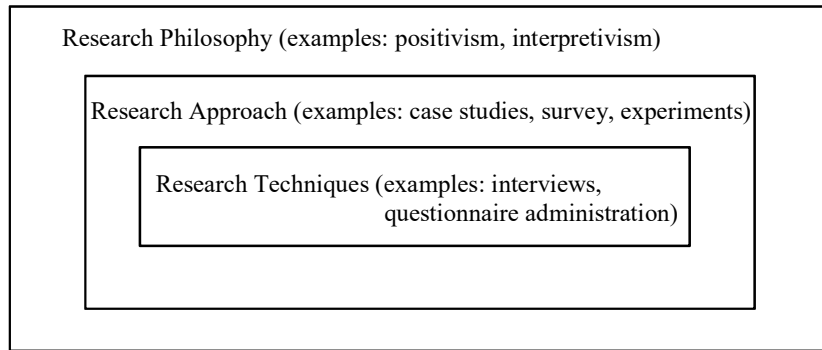 Research Philosophy (examples: positivism, interpretivism)
Research Approach (examples: case studies, survey, experiments)
Research Techniques (examples: interviews,
questionnaire administration)